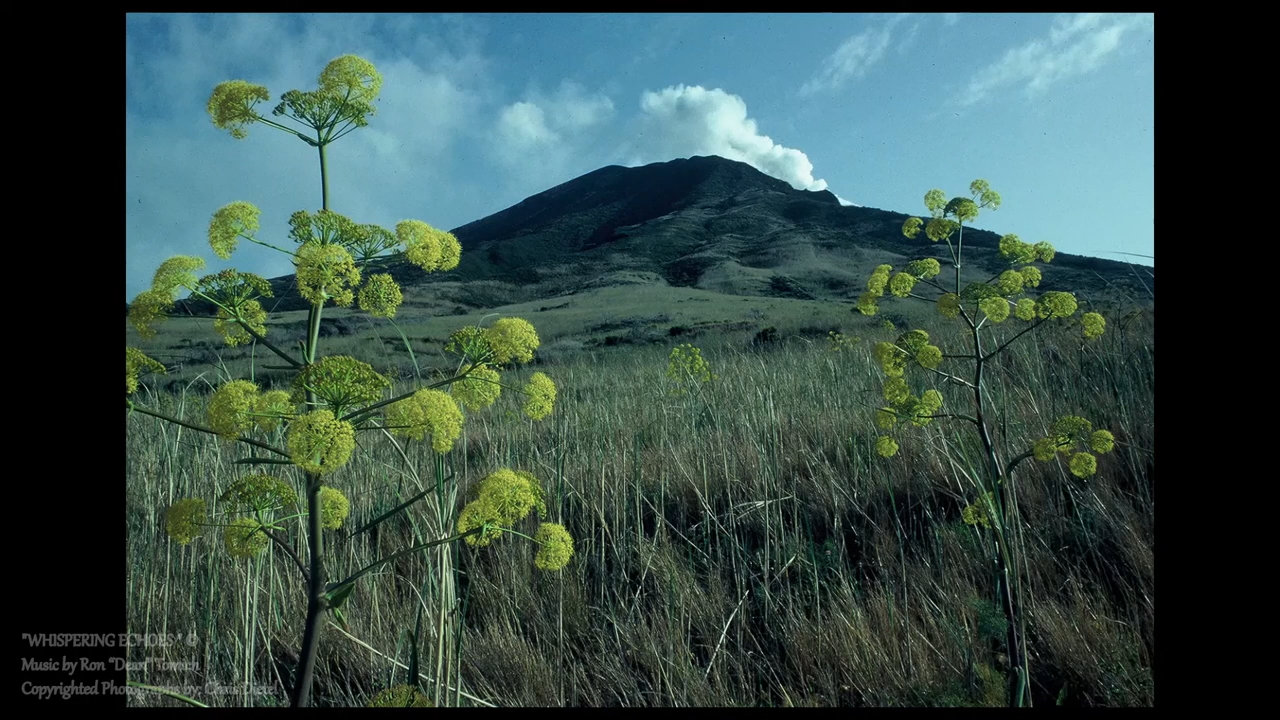 "WHISPERING ECHOES" ©
Music by Ron "Dean" Tomich
Copyrighted Photographs by: Chris Dietel